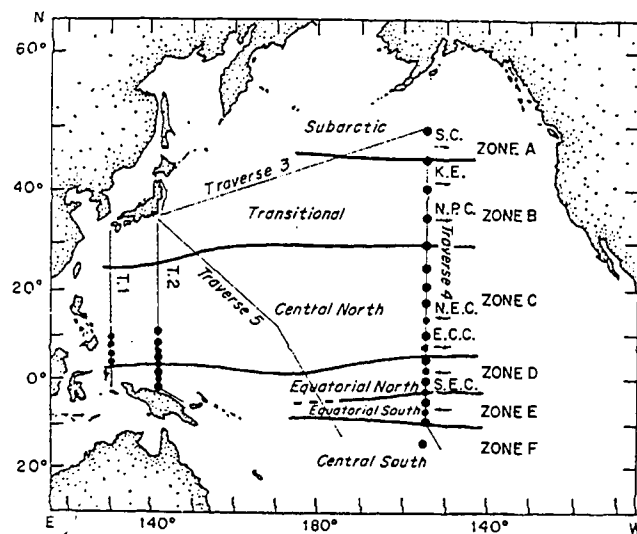 N
60°
40°
20°
0°
20°
E
140°
180°
140°
W
Subarctic
S.C.
ZONE A
K.E.
Traverse 3
Transitional
N.P.C.
ZONE B
Traverse 4
T.1
T.2
Traverse 5
Central North
N.E.C.
ZONE C
E.C.C.
Equatorial North
S.E.C.
ZONE D
Equatorial South
ZONE E
Central South
ZONE F